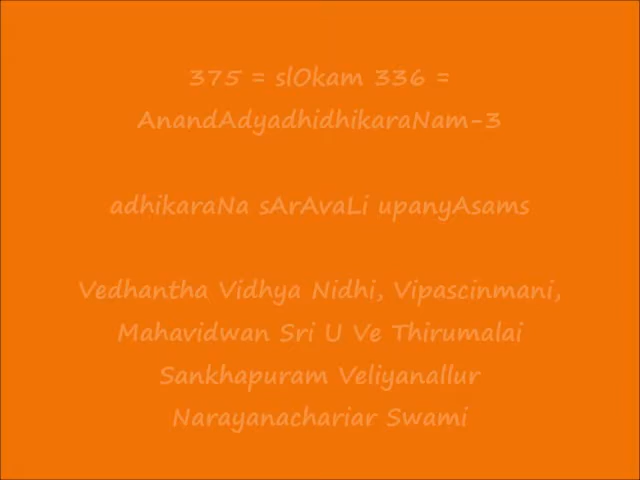 375 = slOkam 336 =
AnandAdyadhidhikaraNam-3
adhikaraNa sArAvaLi upanyAsams
Vedhantha Vidhya Nidhi, Vipascinmani,
Mahavidwan Sri U Ve Thirumalai
Sankhapuram Veliyanallur
Narayanachariar Swami